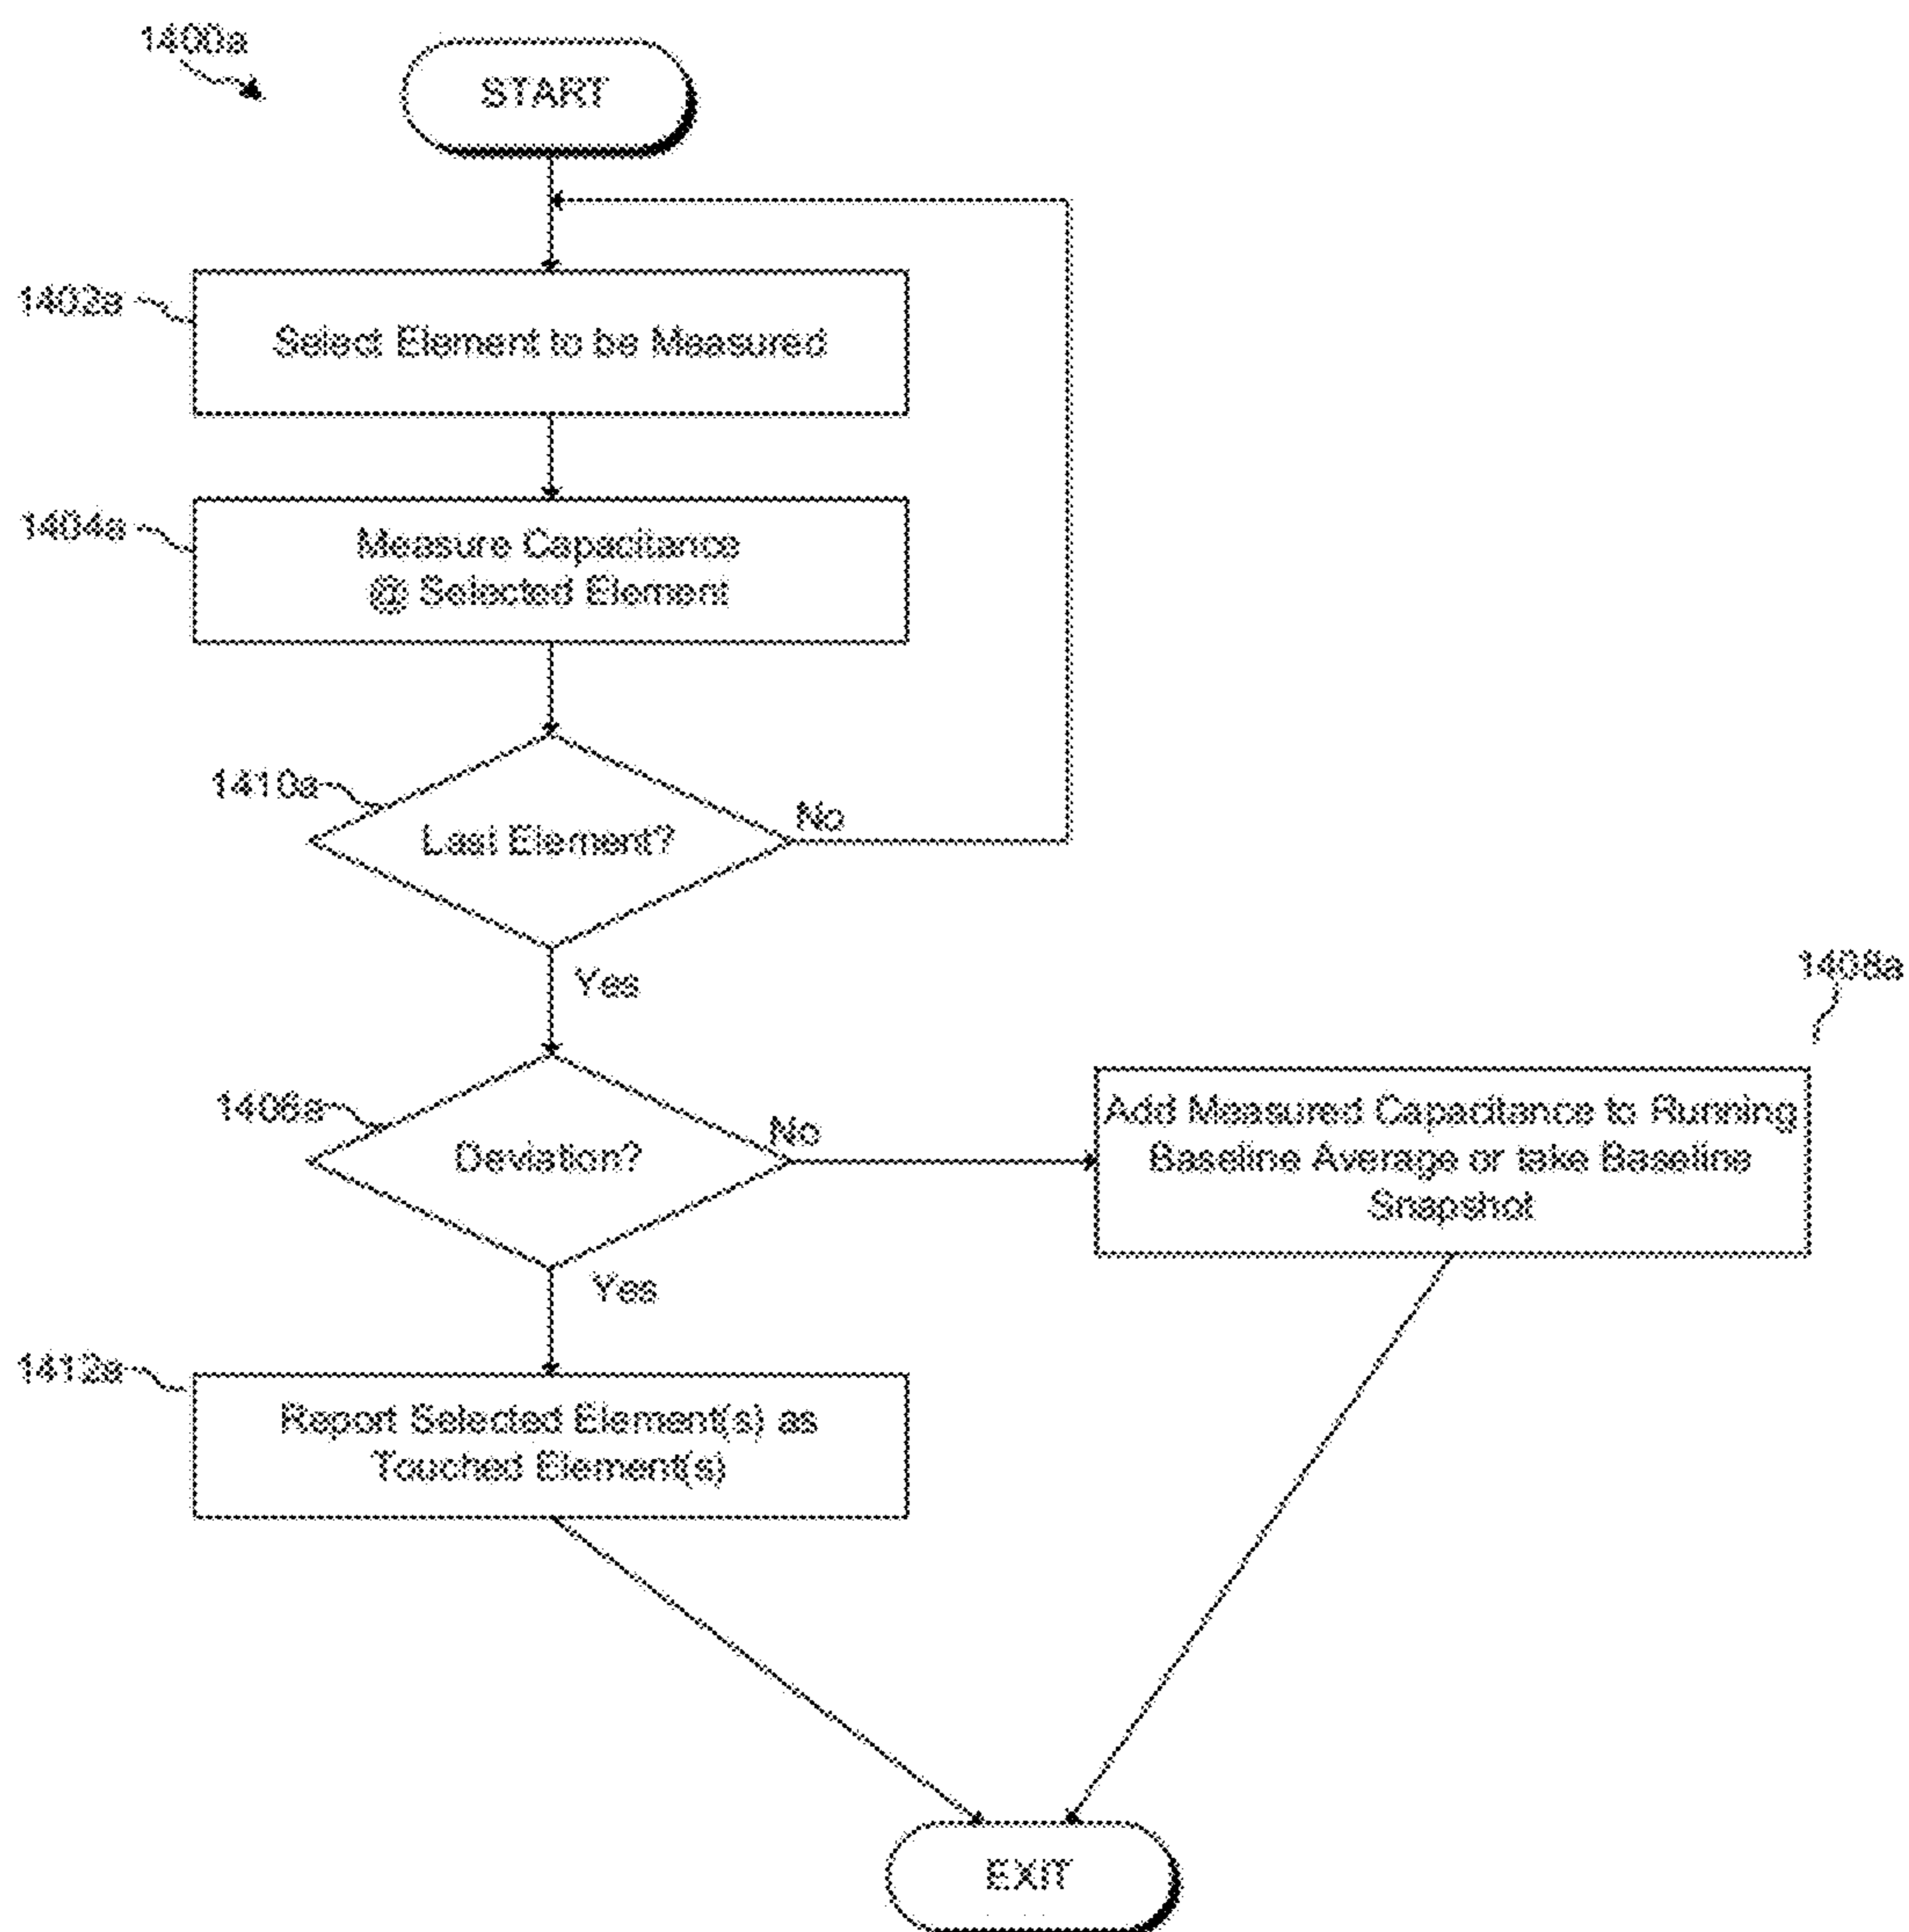 1400a
START
1402a
Select Element to be Measured
1404a
Measure Capacitance
@ Selected Element
1410a
Last Element?
No
Yes
1408a
1406a
Deviation?
No
Add Measured Capacitance to Running
Baseline Average or take Baseline
Snapshot
Yes
1412a
Report Selected Element(s) as
Touched Element(s)
EXIT